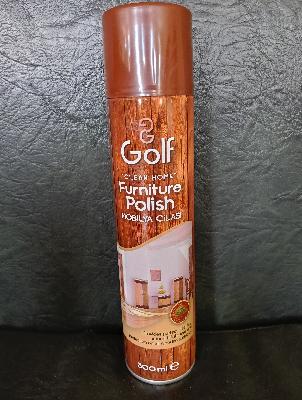 Golf
CLEAN HOME
Furniture
Polish
MOBİLYA CİLASI
300ml e